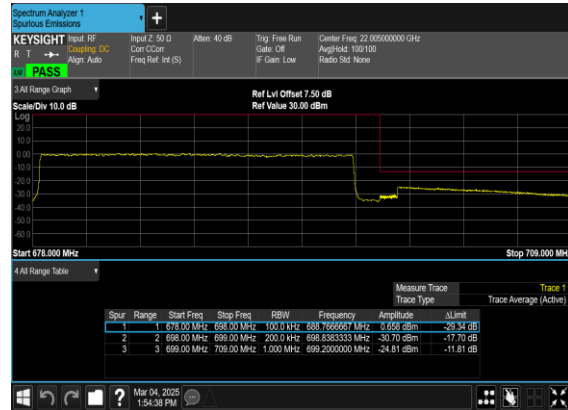 Spectrum Analyzer 1
Spurious Emissions
KEYSIGHT Input: RF Input Z: 50 Ω Atten: 40 dB Trig: Free Run Center Freq: 22.005000000 GHz
R T Coupling: DC Corr CCorr Gate: Off Avg|Hold: 100/100
Align: Auto Freq Ref: Int (S) IF Gain: Low Radio Std: None
PASS
3 All Range Graph
Ref Lvl Offset 7.50 dB
Scale/Div 10.0 dB Ref Value 30.00 dBm
Log
20.0
10.0
0.00
-10.0
-20.0
-30.0
-40.0
-50.0
-60.0
Start 678.000 MHz Stop 709.000 MH
4 All Range Table
Measure Trace Trace 1
Trace Type Trace Average (Active)
Spur Range Start Freq Stop Freq RBW Frequency Amplitude ΔLimit
1 1 678.00 MHz 698.00 MHz 100.0 kHz 688.7666667 MHz 0.658 dBm -29.34 dB
2 2 698.00 MHz 699.00 MHz 200.0 kHz 698.8383333 MHz -30.70 dBm -17.70 dB
3 3 699.00 MHz 709.00 MHz 1.000 MHz 699.2000000 MHz -24.81 dBm -11.81 dB
Mar 04, 2025
1:54:38 PM